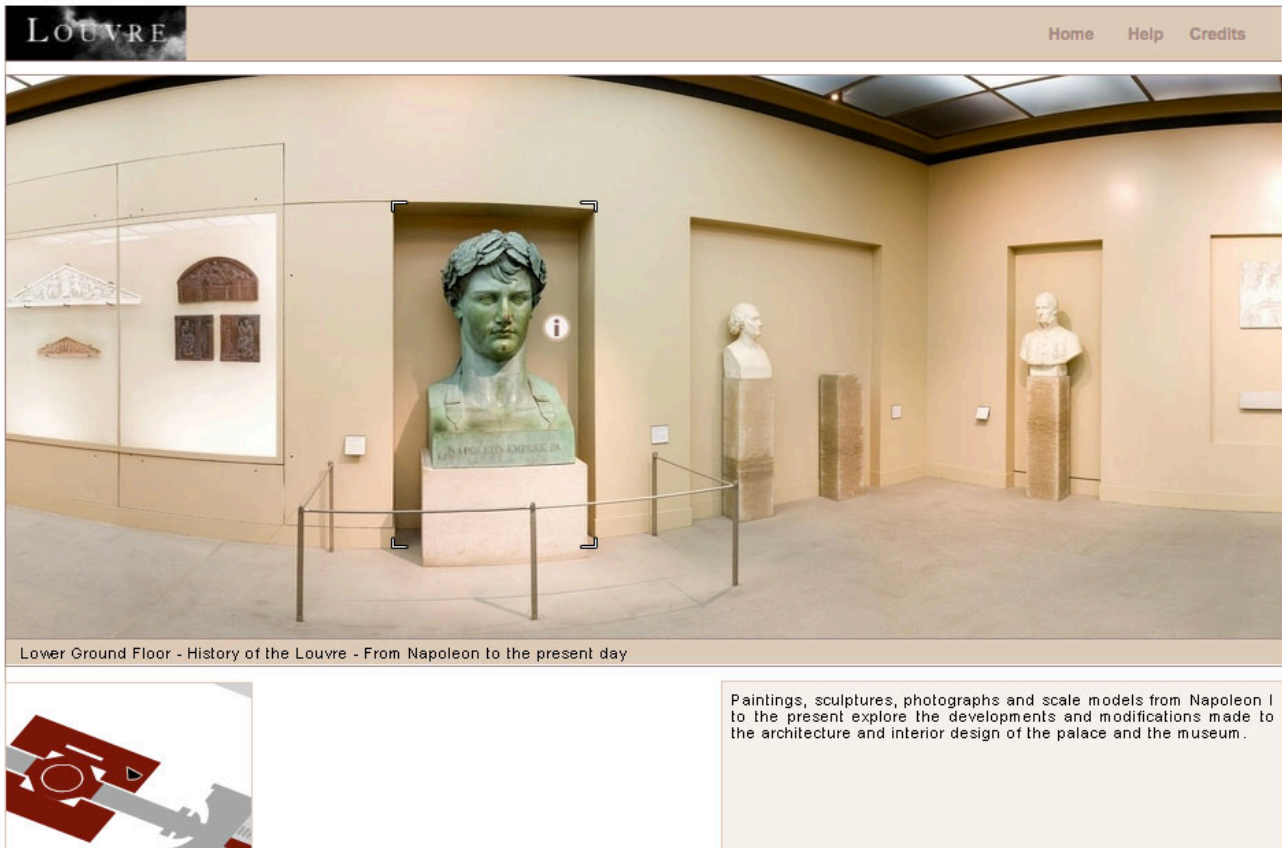 LOUVRE
Home Help Credits
Lower Ground Floor - History of the Louvre - From Napoleon to the present day
Paintings, sculptures, photographs and scale models from Napoleon I
to the present explore the developments and modifications made to
the architecture and interior design of the palace and the museum.